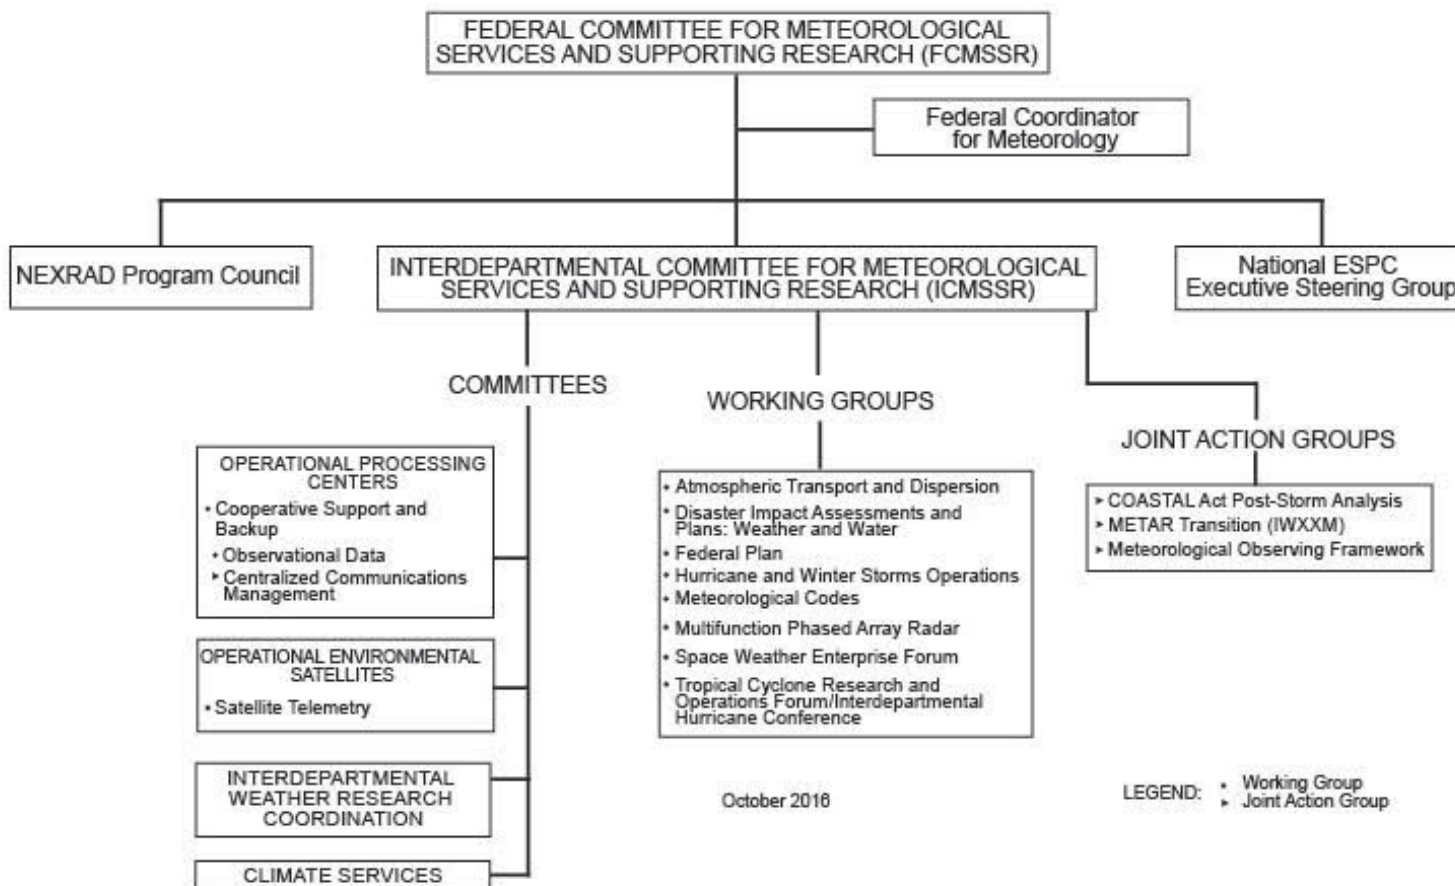 FEDERAL COMMITTEE FOR METEOROLOGICAL
SERVICES AND SUPPORTING RESEARCH (FCMSSR)
Federal Coordinator
for Meteorology
NEXRAD Program Council
INTERDEPARTMENTAL COMMITTEE FOR METEOROLOGICAL
SERVICES AND SUPPORTING RESEARCH (ICMSSR)
National ESPC
Executive Steering Group
COMMITTEES
OPERATIONAL PROCESSING
CENTERS
• Cooperative Support and
Backup
• Observational Data
▸ Centralized Communications
Management
OPERATIONAL ENVIRONMENTAL
SATELLITES
• Satellite Telemetry
INTERDEPARTMENTAL
WEATHER RESEARCH
COORDINATION
CLIMATE SERVICES
WORKING GROUPS
• Atmospheric Transport and Dispersion
• Disaster Impact Assessments and
Plans: Weather and Water
• Federal Plan
• Hurricane and Winter Storms Operations
• Meteorological Codes
• Multifunction Phased Array Radar
• Space Weather Enterprise Forum
• Tropical Cyclone Research and
Operations Forum/Interdepartmental
Hurricane Conference
JOINT ACTION GROUPS
▸ COASTAL Act Post-Storm Analysis
▸ METAR Transition (IWXXM)
▸ Meteorological Observing Framework
October 2016
LEGEND:
• Working Group
▸ Joint Action Group